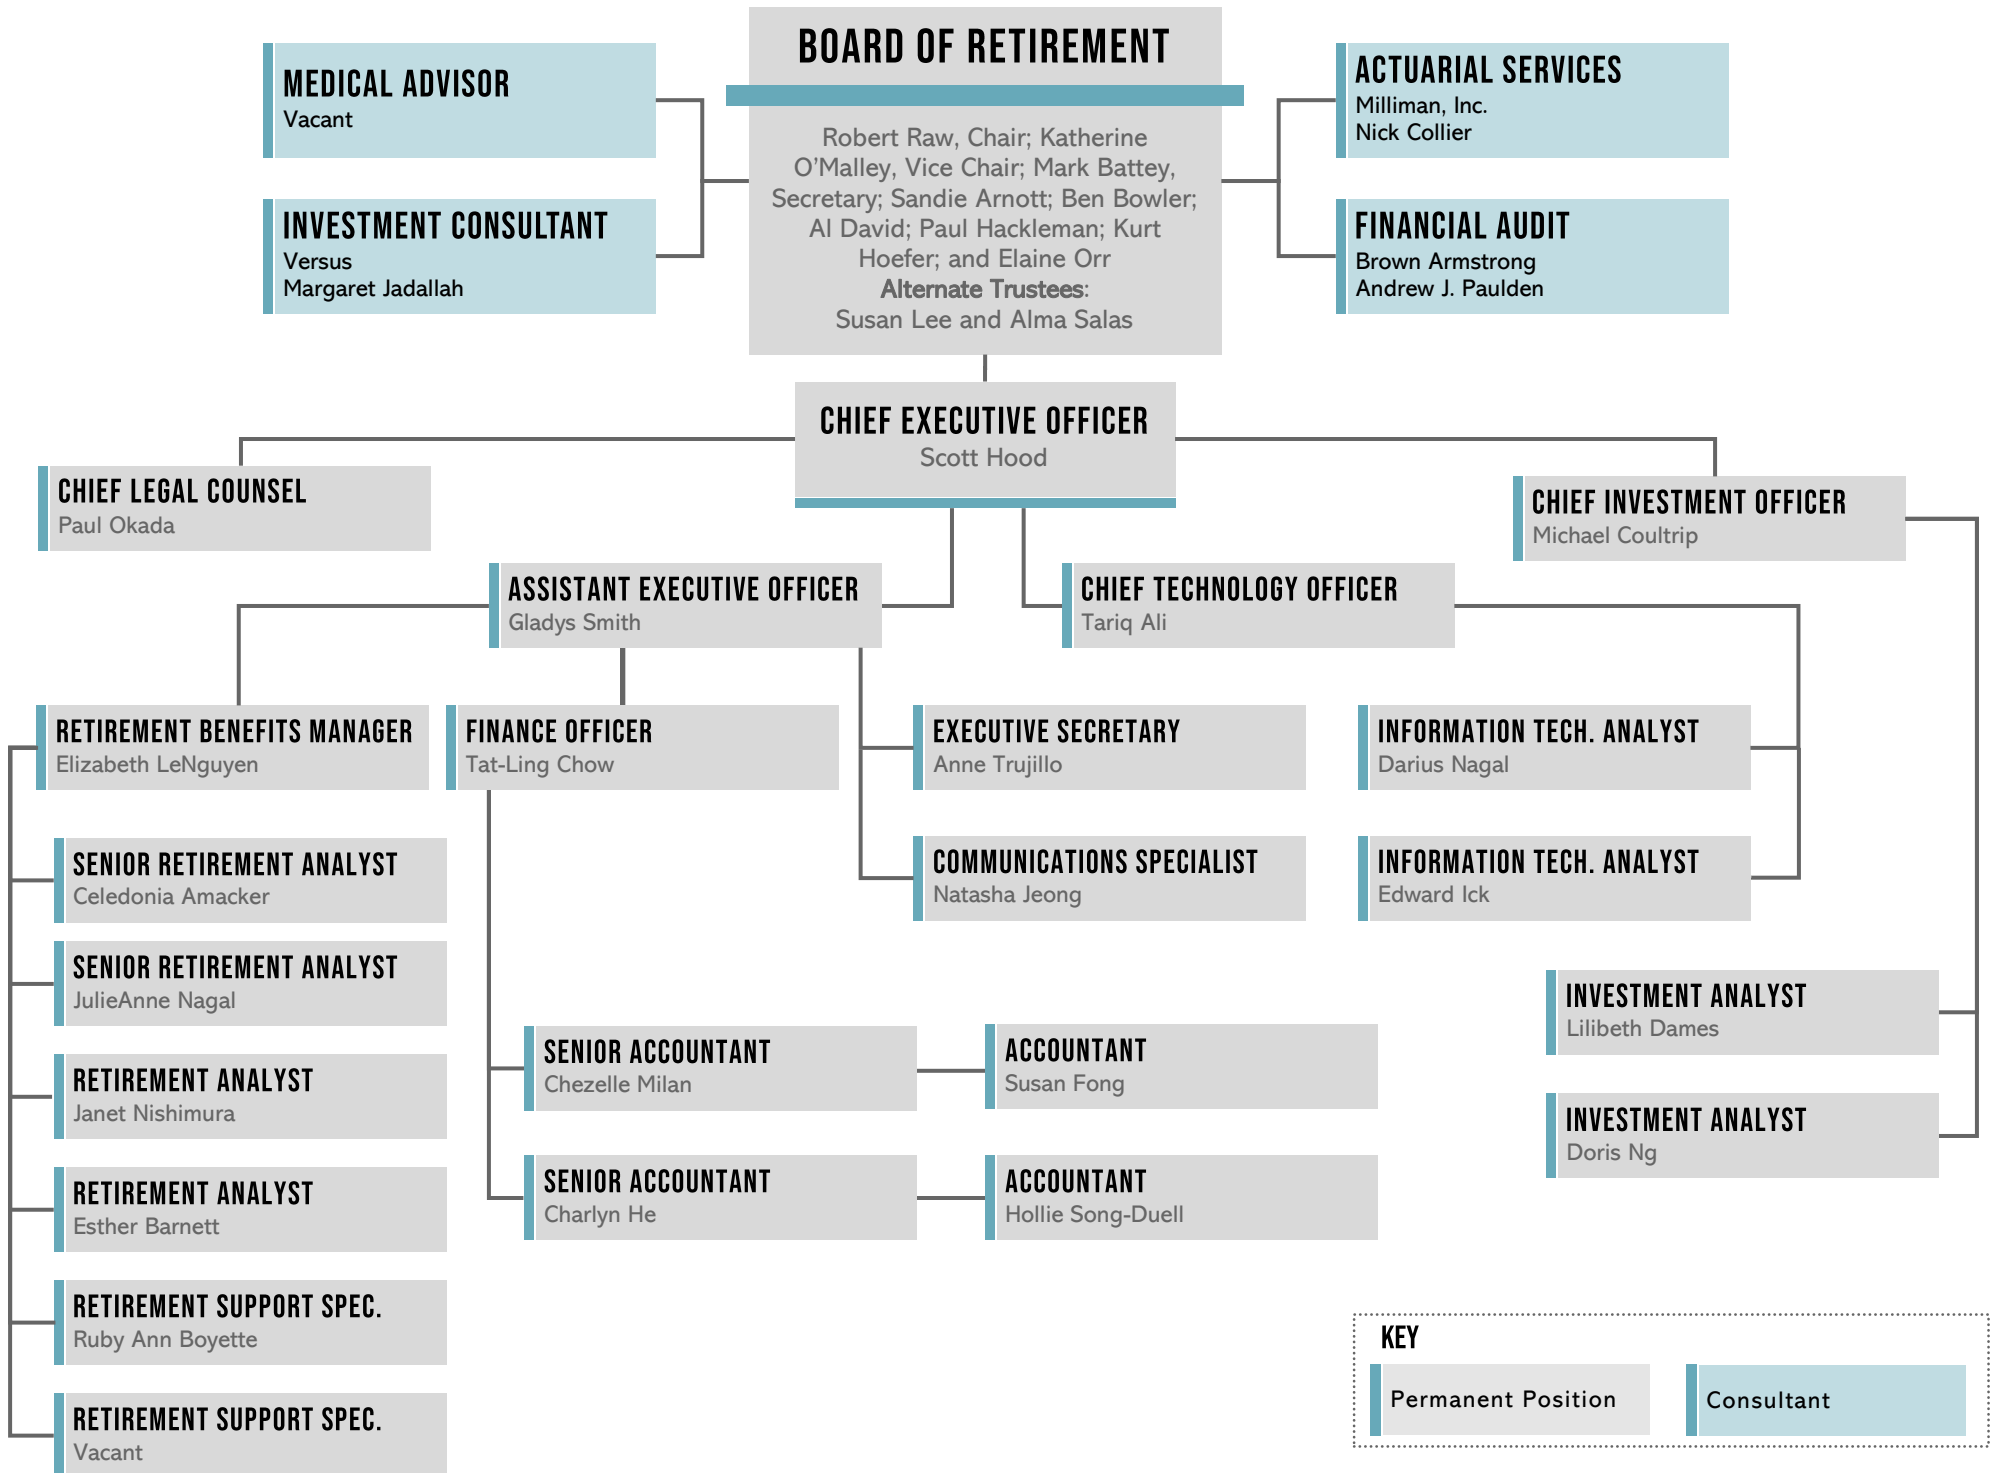 BOARD OF RETIREMENT
Robert Raw, Chair; Katherine
O’Malley, Vice Chair; Mark Battey,
Secretary; Sandie Arnott; Ben Bowler;
Al David; Paul Hackleman; Kurt
Hoefer; and Elaine Orr
Alternate Trustees:
Susan Lee and Alma Salas
MEDICAL ADVISOR
Vacant
INVESTMENT CONSULTANT
Versus
Margaret Jadallah
ACTUARIAL SERVICES
Milliman, Inc.
Nick Collier
FINANCIAL AUDIT
Brown Armstrong
Andrew J. Paulden
CHIEF EXECUTIVE OFFICER
Scott Hood
CHIEF LEGAL COUNSEL
Paul Okada
CHIEF INVESTMENT OFFICER
Michael Coultrip
ASSISTANT EXECUTIVE OFFICER
Gladys Smith
CHIEF TECHNOLOGY OFFICER
Tariq Ali
RETIREMENT BENEFITS MANAGER
Elizabeth LeNguyen
FINANCE OFFICER
Tat-Ling Chow
EXECUTIVE SECRETARY
Anne Trujillo
INFORMATION TECH. ANALYST
Darius Nagal
COMMUNICATIONS SPECIALIST
Natasha Jeong
INFORMATION TECH. ANALYST
Edward Ick
SENIOR RETIREMENT ANALYST
Celedonia Amacker
SENIOR RETIREMENT ANALYST
JulieAnne Nagal
RETIREMENT ANALYST
Janet Nishimura
RETIREMENT ANALYST
Esther Barnett
RETIREMENT SUPPORT SPEC.
Ruby Ann Boyette
RETIREMENT SUPPORT SPEC.
Vacant
SENIOR ACCOUNTANT
Chezelle Milan
ACCOUNTANT
Susan Fong
SENIOR ACCOUNTANT
Charlyn He
ACCOUNTANT
Hollie Song-Duell
INVESTMENT ANALYST
Lilibeth Dames
INVESTMENT ANALYST
Doris Ng
KEY
Permanent Position
Consultant